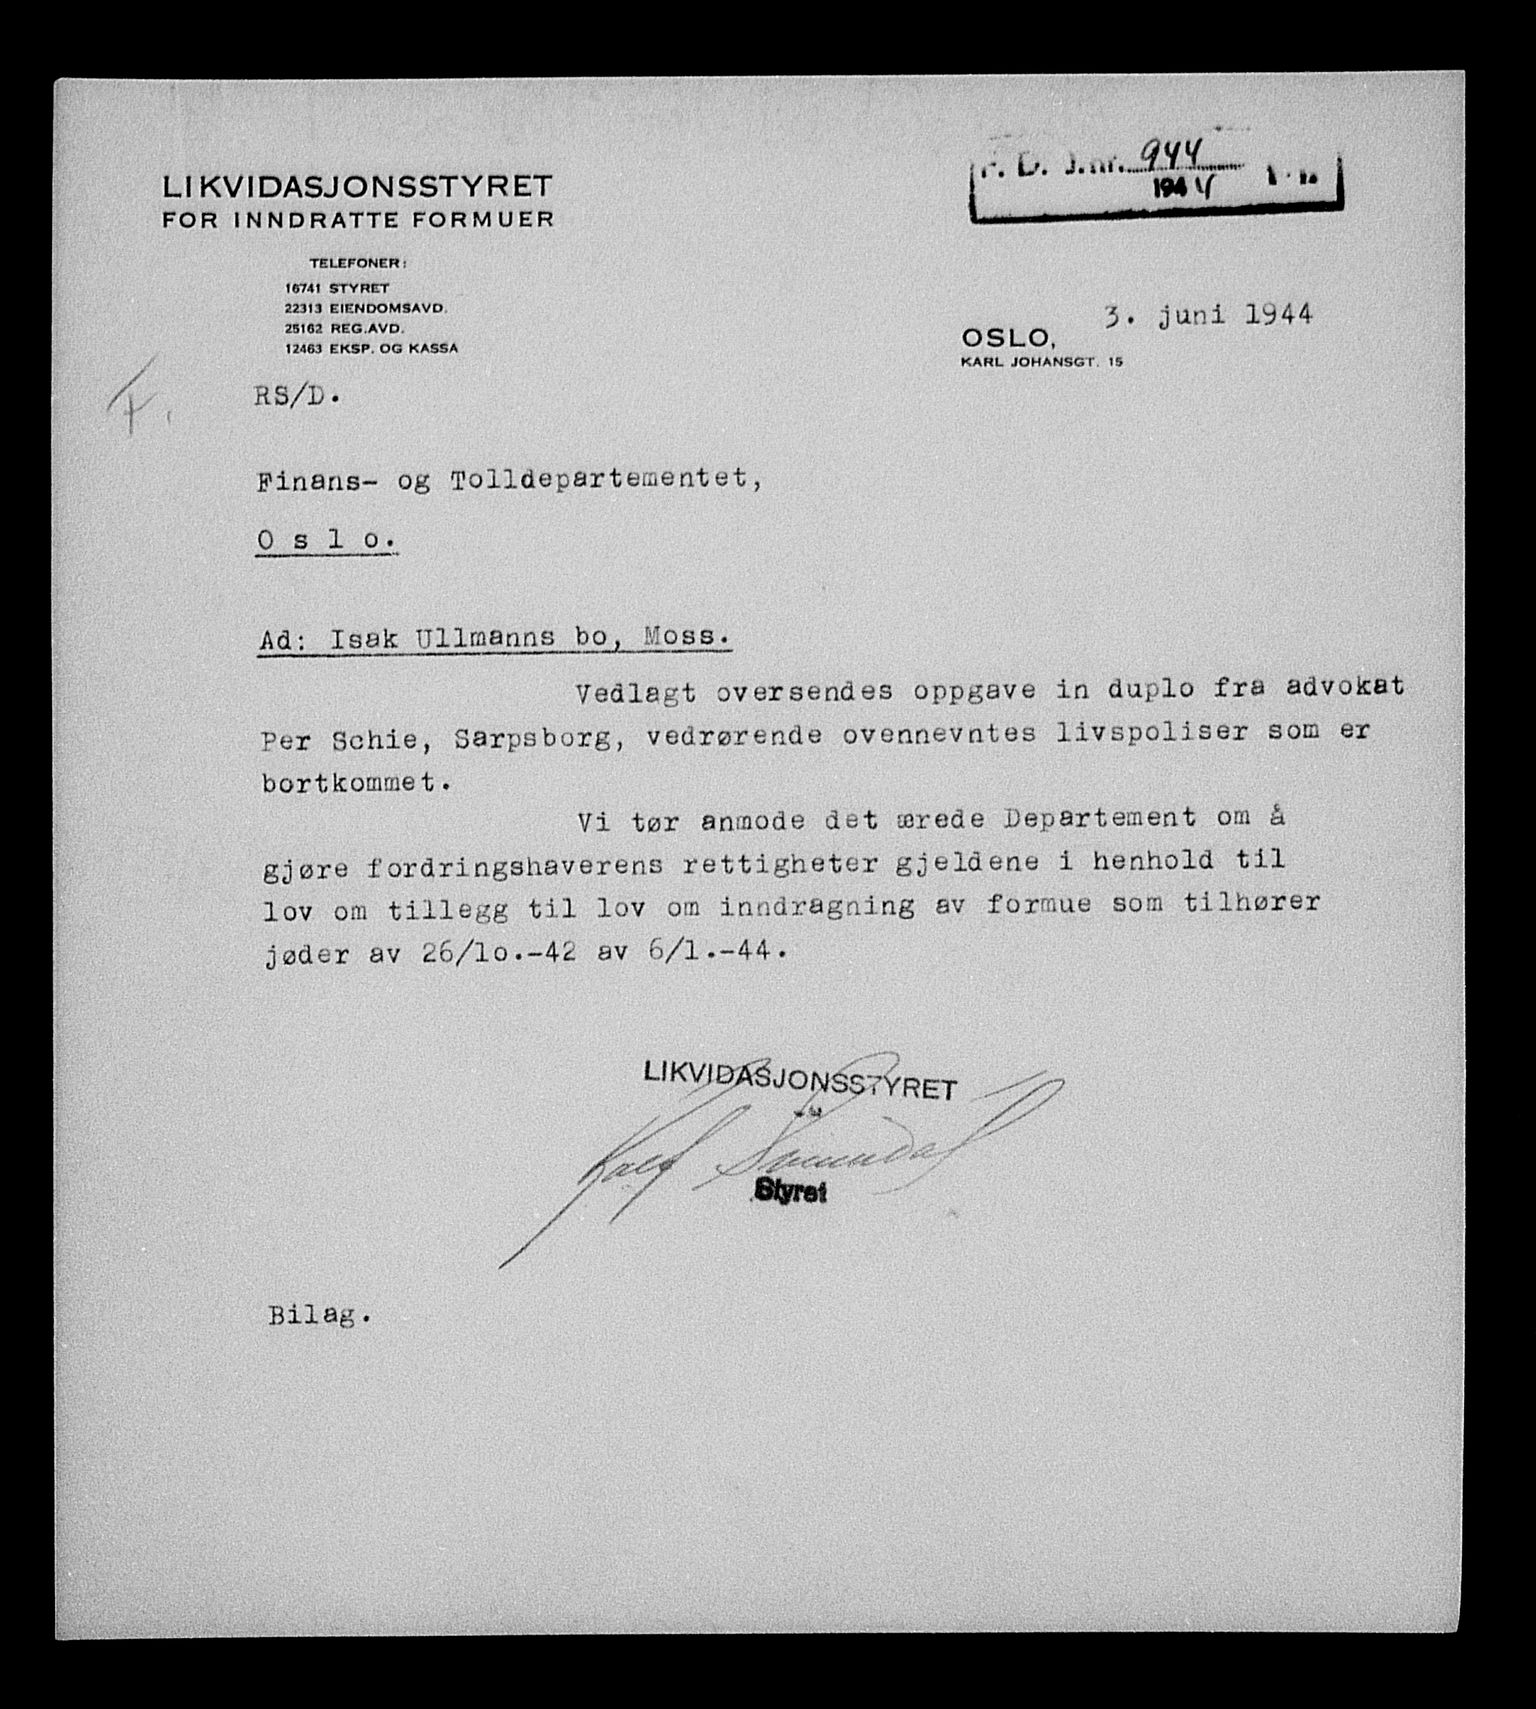 LIKVIDASJONSSTYRET
FOR INNDRATTE FORMUER
TELEFONER:
16741 STYRET
22313 EIENDOMSAVD.
25162 REG.AVD.
12463 EKSP. OG KASSA
D. J.nr. 944
1944
OSLO, 3. juni 1944
KARL JOHANSGT. 15
F.
RS/D.
Finans- og Tolldepartementet,
O s l o.
Ad: Isak Ullmanns bo, Moss.
Vedlagt oversendes oppgave in duplo fra advokat
Per Schie, Sarpsborg, vedrørende ovennevntes livspoliser som er
bortkommet.
Vi tør anmode det ærede Departement om å
gjøre fordringshaverens rettigheter gjeldene i henhold til
lov om tillegg til lov om inndragning av formue som tilhører
jøder av 26/lo.-42 av 6/1.-44.
LIKVIDASJONSSTYRET
Styret
Bilag.